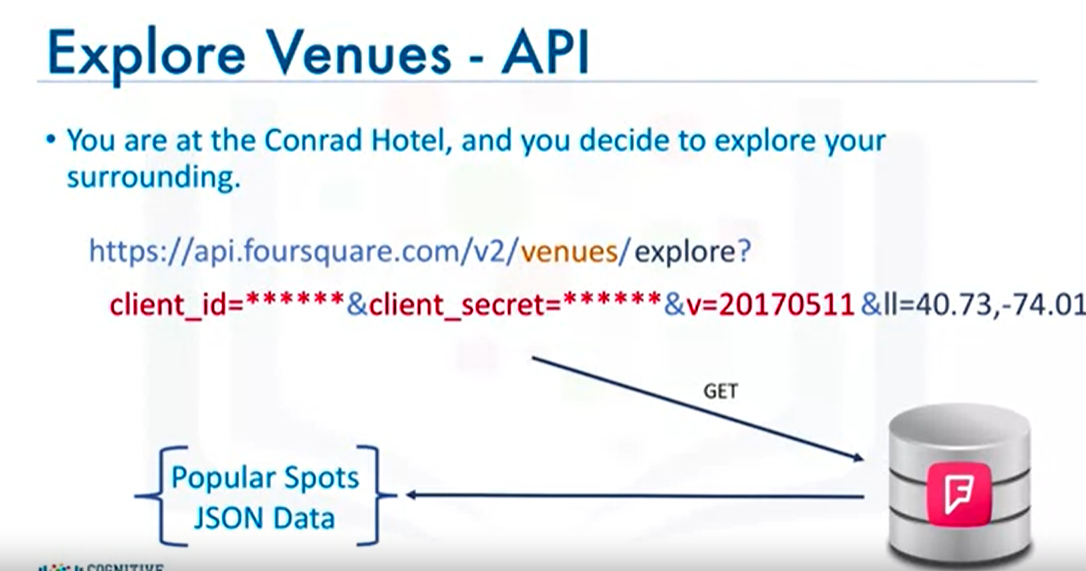 Explore Venues - API
• You are at the Conrad Hotel, and you decide to explore your
surrounding.
https://api.foursquare.com/v2/venues/explore?
client_id=******&client_secret=******&v=20170511 &ll=40.73,-74.01
GET
Popular Spots
JSON Data
COGNITIVE